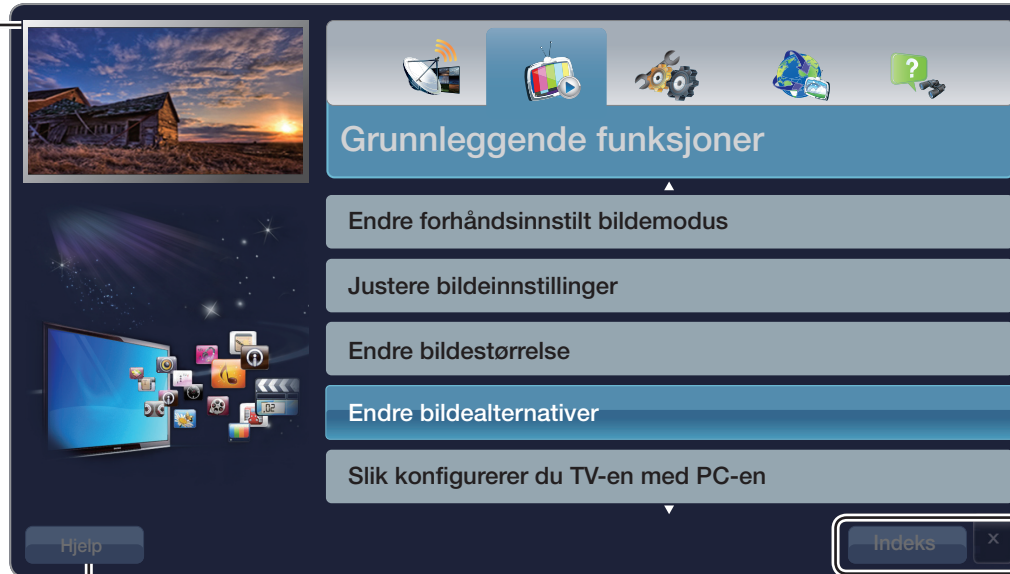 Grunnleggende funksjoner
Endre forhåndsinnstilt bildemodus
Justere bildeinnstillinger
Endre bildestørrelse
Endre bildealternativer
Slik konfigurerer du TV-en med PC-en
Hjelp
Indeks
x